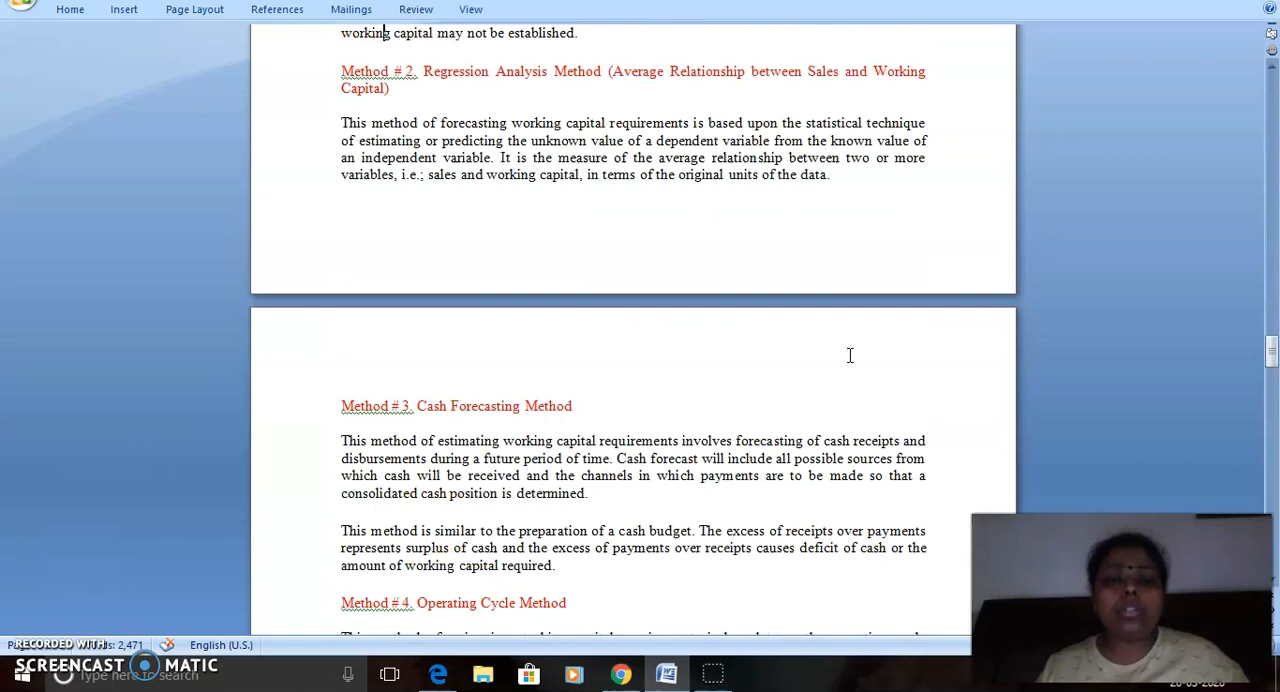 Home Insert Page Layout References Mailings Review View
working capital may not be established.
Method # 2. Regression Analysis Method (Average Relationship between Sales and Working
Capital)
This method of forecasting working capital requirements is based upon the statistical technique
of estimating or predicting the unknown value of a dependent variable from the known value of
an independent variable. It is the measure of the average relationship between two or more
variables, i.e.; sales and working capital, in terms of the original units of the data.
Method # 3. Cash Forecasting Method
This method of estimating working capital requirements involves forecasting of cash receipts and
disbursements during a future period of time. Cash forecast will include all possible sources from
which cash will be received and the channels in which payments are to be made so that a
consolidated cash position is determined.
This method is similar to the preparation of a cash budget. The excess of receipts over payments
represents surplus of cash and the excess of payments over receipts causes deficit of cash or the
amount of working capital required.
Method # 4. Operating Cycle Method
RECORDED WITH
2,471 English (U.S.)
SCREENCAST MATIC
Type here to search
20-03-2020